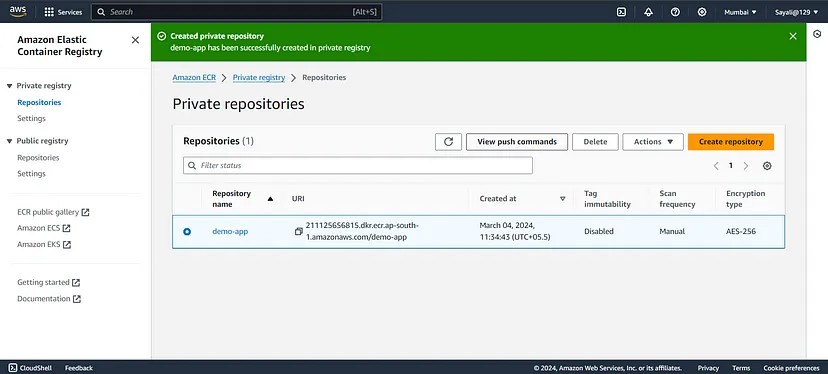 aws Services Search [Alt+S] Mumbai Sayali@129
Amazon Elastic
Container Registry
Private registry
Repositories
Settings
Public registry
Repositories
Settings
ECR public gallery
Amazon ECS
Amazon EKS
Getting started
Documentation
Created private repository
demo-app has been successfully created in private registry
Amazon ECR Private registry Repositories
Private repositories
Repositories (1) View push commands Delete Actions Create repository
Filter status 1
Repository
name
URI
Created at
Tag
immutability
Scan
frequency
Encryption
type
demo-app
211125656815.dkr.ecr.ap-south-
1.amazonaws.com/demo-app
March 04, 2024,
11:34:43 (UTC+05.5)
Disabled
Manual
AES-256
CloudShell Feedback © 2024, Amazon Web Services, Inc. or its affiliates. Privacy Terms Cookie preferences